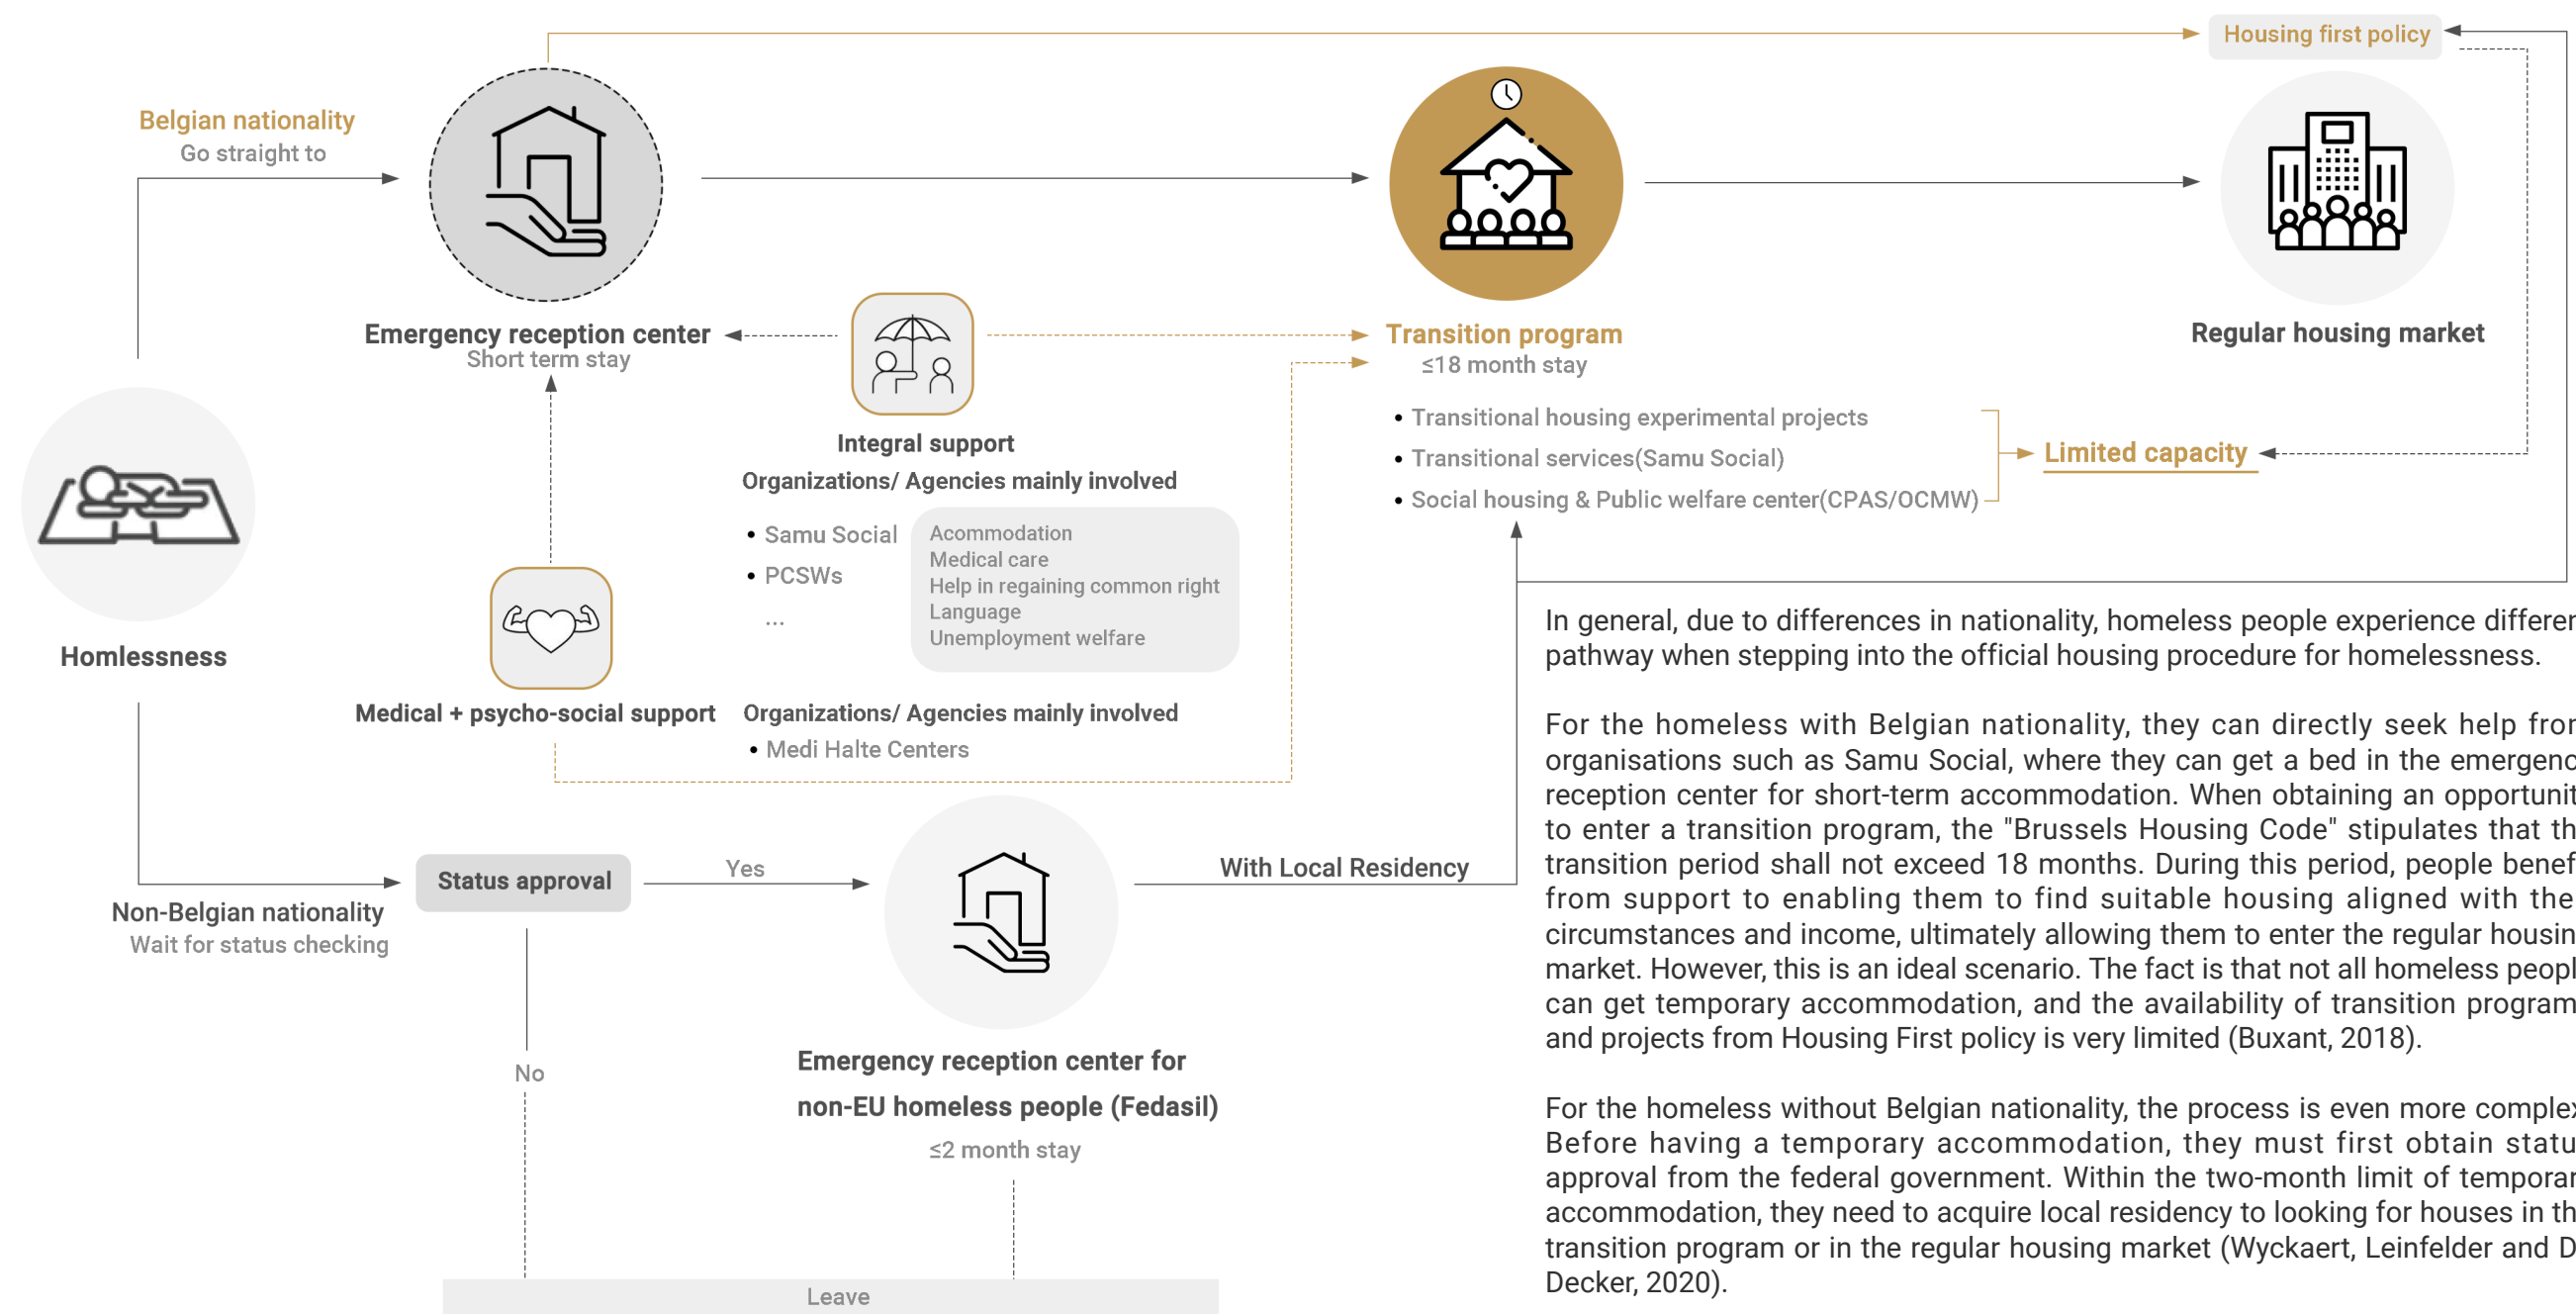 Housing first policy
Belgian nationality
Go straight to
Emergency reception center
Short term stay
Transition program
≤18 month stay
Regular housing market
• Transitional housing experimental projects
• Transitional services(Samu Social)
• Social housing & Public welfare center(CPAS/OCMW)
Limited capacity
Integral support
Organizations/ Agencies mainly involved
• Samu Social
• PCSWs
...
Acommodation
Medical care
Help in regaining common right
Language
Unemployment welfare
Homlessness
Medical + psycho-social support
Organizations/ Agencies mainly involved
• Medi Halte Centers
Non-Belgian nationality
Wait for status checking
Status approval
Yes
No
Emergency reception center for
non-EU homeless people (Fedasil)
≤2 month stay
With Local Residency
Leave
In general, due to differences in nationality, homeless people experience differen
pathway when stepping into the official housing procedure for homelessness.
For the homeless with Belgian nationality, they can directly seek help fron
organisations such as Samu Social, where they can get a bed in the emergenc
reception center for short-term accommodation. When obtaining an opportunit
to enter a transition program, the "Brussels Housing Code" stipulates that th
transition period shall not exceed 18 months. During this period, people benef
from support to enabling them to find suitable housing aligned with the
circumstances and income, ultimately allowing them to enter the regular housin
market. However, this is an ideal scenario. The fact is that not all homeless peopl
can get temporary accommodation, and the availability of transition program
and projects from Housing First policy is very limited (Buxant, 2018).
For the homeless without Belgian nationality, the process is even more complex
Before having a temporary accommodation, they must first obtain statu
approval from the federal government. Within the two-month limit of temporar
accommodation, they need to acquire local residency to looking for houses in th
transition program or in the regular housing market (Wyckaert, Leinfelder and D
Decker, 2020).